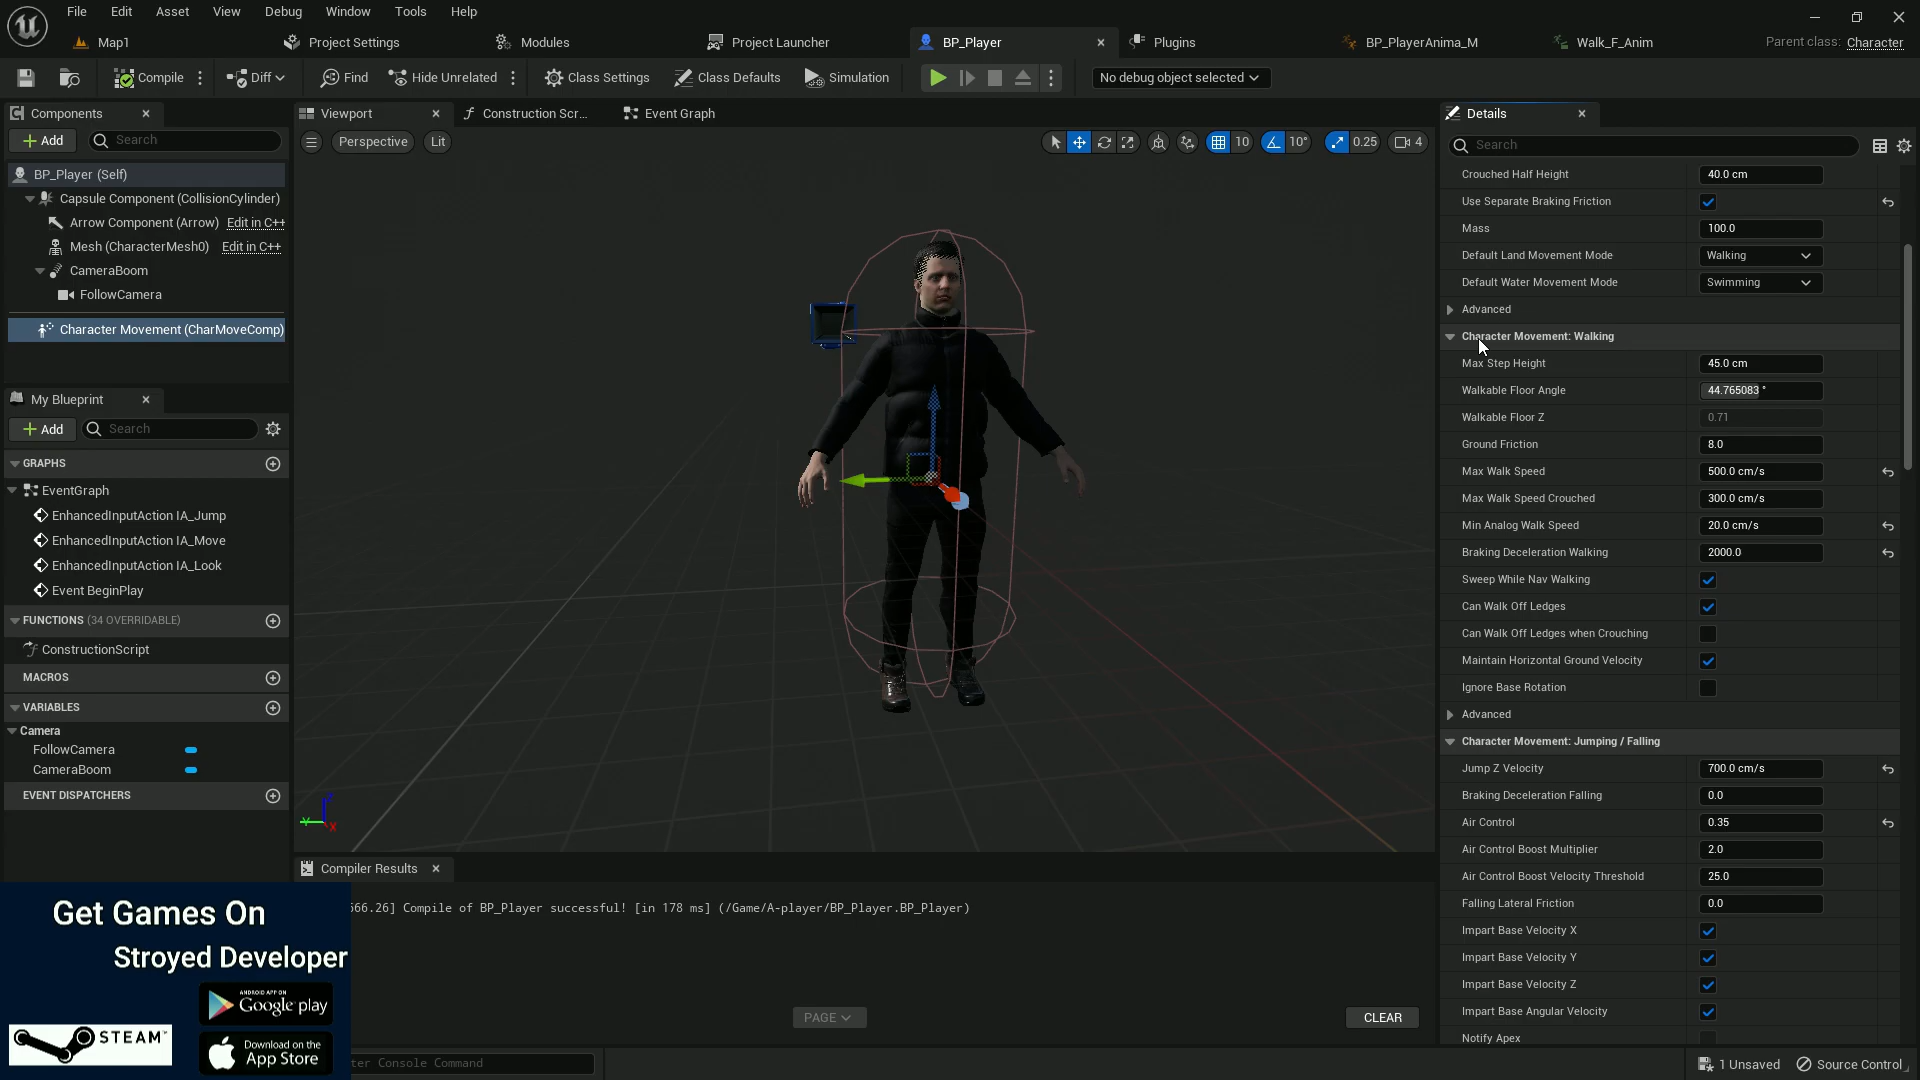 File Edit Asset View Debug Window Tools Help
Map1 Project Settings Modules Project Launcher BP_Player Plugins BP_PlayerAnima_M Walk_F_Anim Parent class: Character
Compile Diff Find Hide Unrelated Class Settings Class Defaults Simulation No debug object selected
Components
Add Search
BP_Player (Self)
Capsule Component (CollisionCylinder)
Arrow Component (Arrow) Edit in C++
Mesh (CharacterMesh0) Edit in C++
CameraBoom
FollowCamera
Character Movement (CharMoveComp)
My Blueprint
Add Search
GRAPHS
EventGraph
EnhancedInputAction IA_Jump
EnhancedInputAction IA_Move
EnhancedInputAction IA_Look
Event BeginPlay
FUNCTIONS (34 OVERRIDABLE)
ConstructionScript
MACROS
VARIABLES
Camera
FollowCamera
CameraBoom
EVENT DISPATCHERS
Get Games On
Stroyed Developer
ANDROID APP ON
Google play
STEAM™
Download on the
App Store
Viewport Construction Scr... Event Graph
Perspective Lit 10 10° 0.25 4
Y X
Compiler Results
566.26] Compile of BP_Player successful! [in 178 ms] (/Game/A-player/BP_Player.BP_Player)
PAGE CLEAR
ter Console Command
Details
Search
Crouched Half Height 40.0 cm
Use Separate Braking Friction
Mass 100.0
Default Land Movement Mode Walking
Default Water Movement Mode Swimming
Advanced
Character Movement: Walking
Max Step Height 45.0 cm
Walkable Floor Angle 44.765083 °
Walkable Floor Z 0.71
Ground Friction 8.0
Max Walk Speed 500.0 cm/s
Max Walk Speed Crouched 300.0 cm/s
Min Analog Walk Speed 20.0 cm/s
Braking Deceleration Walking 2000.0
Sweep While Nav Walking
Can Walk Off Ledges
Can Walk Off Ledges when Crouching
Maintain Horizontal Ground Velocity
Ignore Base Rotation
Advanced
Character Movement: Jumping / Falling
Jump Z Velocity 700.0 cm/s
Braking Deceleration Falling 0.0
Air Control 0.35
Air Control Boost Multiplier 2.0
Air Control Boost Velocity Threshold 25.0
Falling Lateral Friction 0.0
Impart Base Velocity X
Impart Base Velocity Y
Impart Base Velocity Z
Impart Base Angular Velocity
Notify Apex
1 Unsaved Source Control